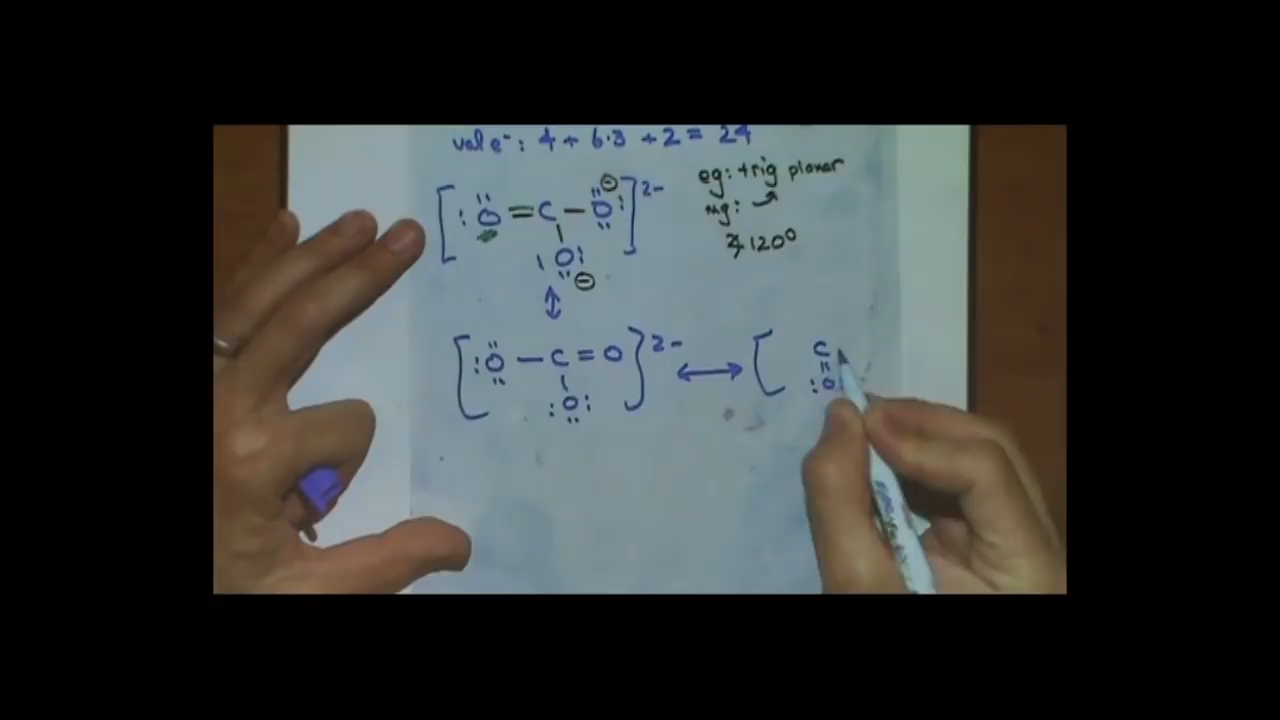 val e⁻: 4 + 6·3 + 2 = 24
eg: trig planar
mg: ⤴
∡ 120°
[:Ö=C–Ö:⊖]²⁻
:O:⊖
↕
[:Ö–C=O]²⁻ ↔ [ C
:O: :O